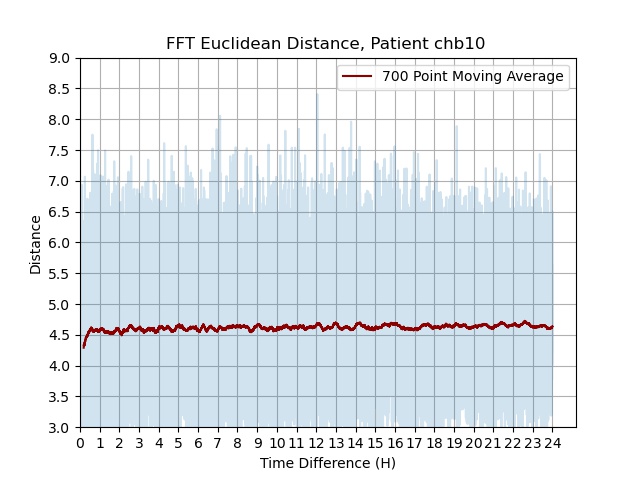 FFT Euclidean Distance, Patient chb10
700 Point Moving Average
9.0
8.5
8.0
7.5
7.0
6.5
6.0
5.5
5.0
4.5
4.0
3.5
3.0
Distance
0 1 2 3 4 5 6 7 8 9 10 11 12 13 14 15 16 17 18 19 20 21 22 23 24
Time Difference (H)